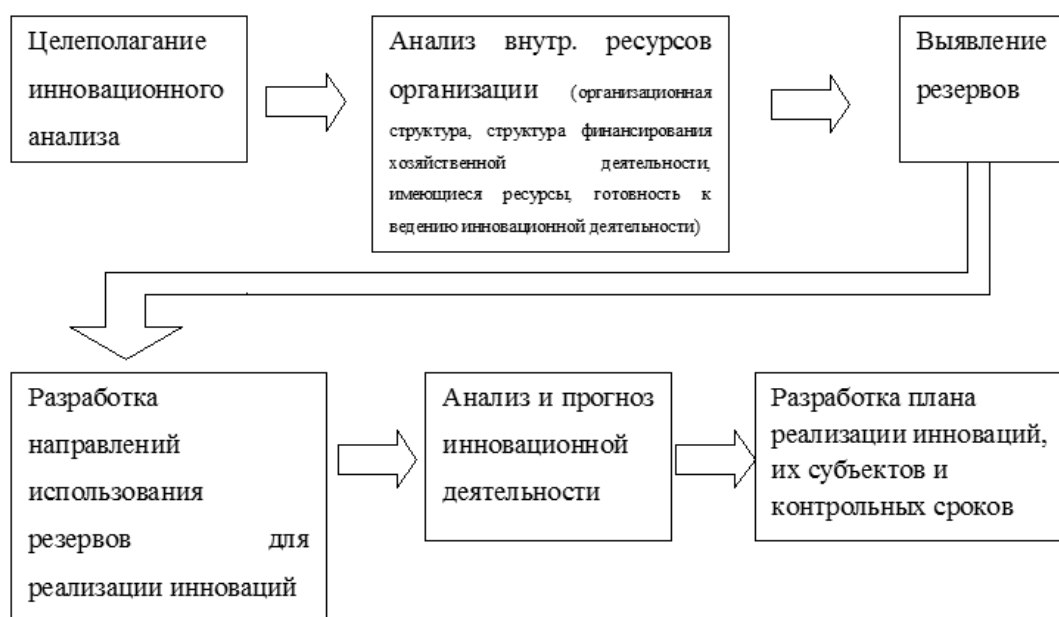 Целеполагание
инновационного
анализа
Анализ внутр. ресурсов
организации (организационная
структура, структура финансирования
хозяйственной деятельности,
имеющиеся ресурсы, готовность к
ведению инновационной деятельности)
Выявление
резервов
Разработка
направлений
использования
резервов для
реализации инноваций
Анализ и прогноз
инновационной
деятельности
Разработка плана
реализации инноваций,
их субъектов и
контрольных сроков